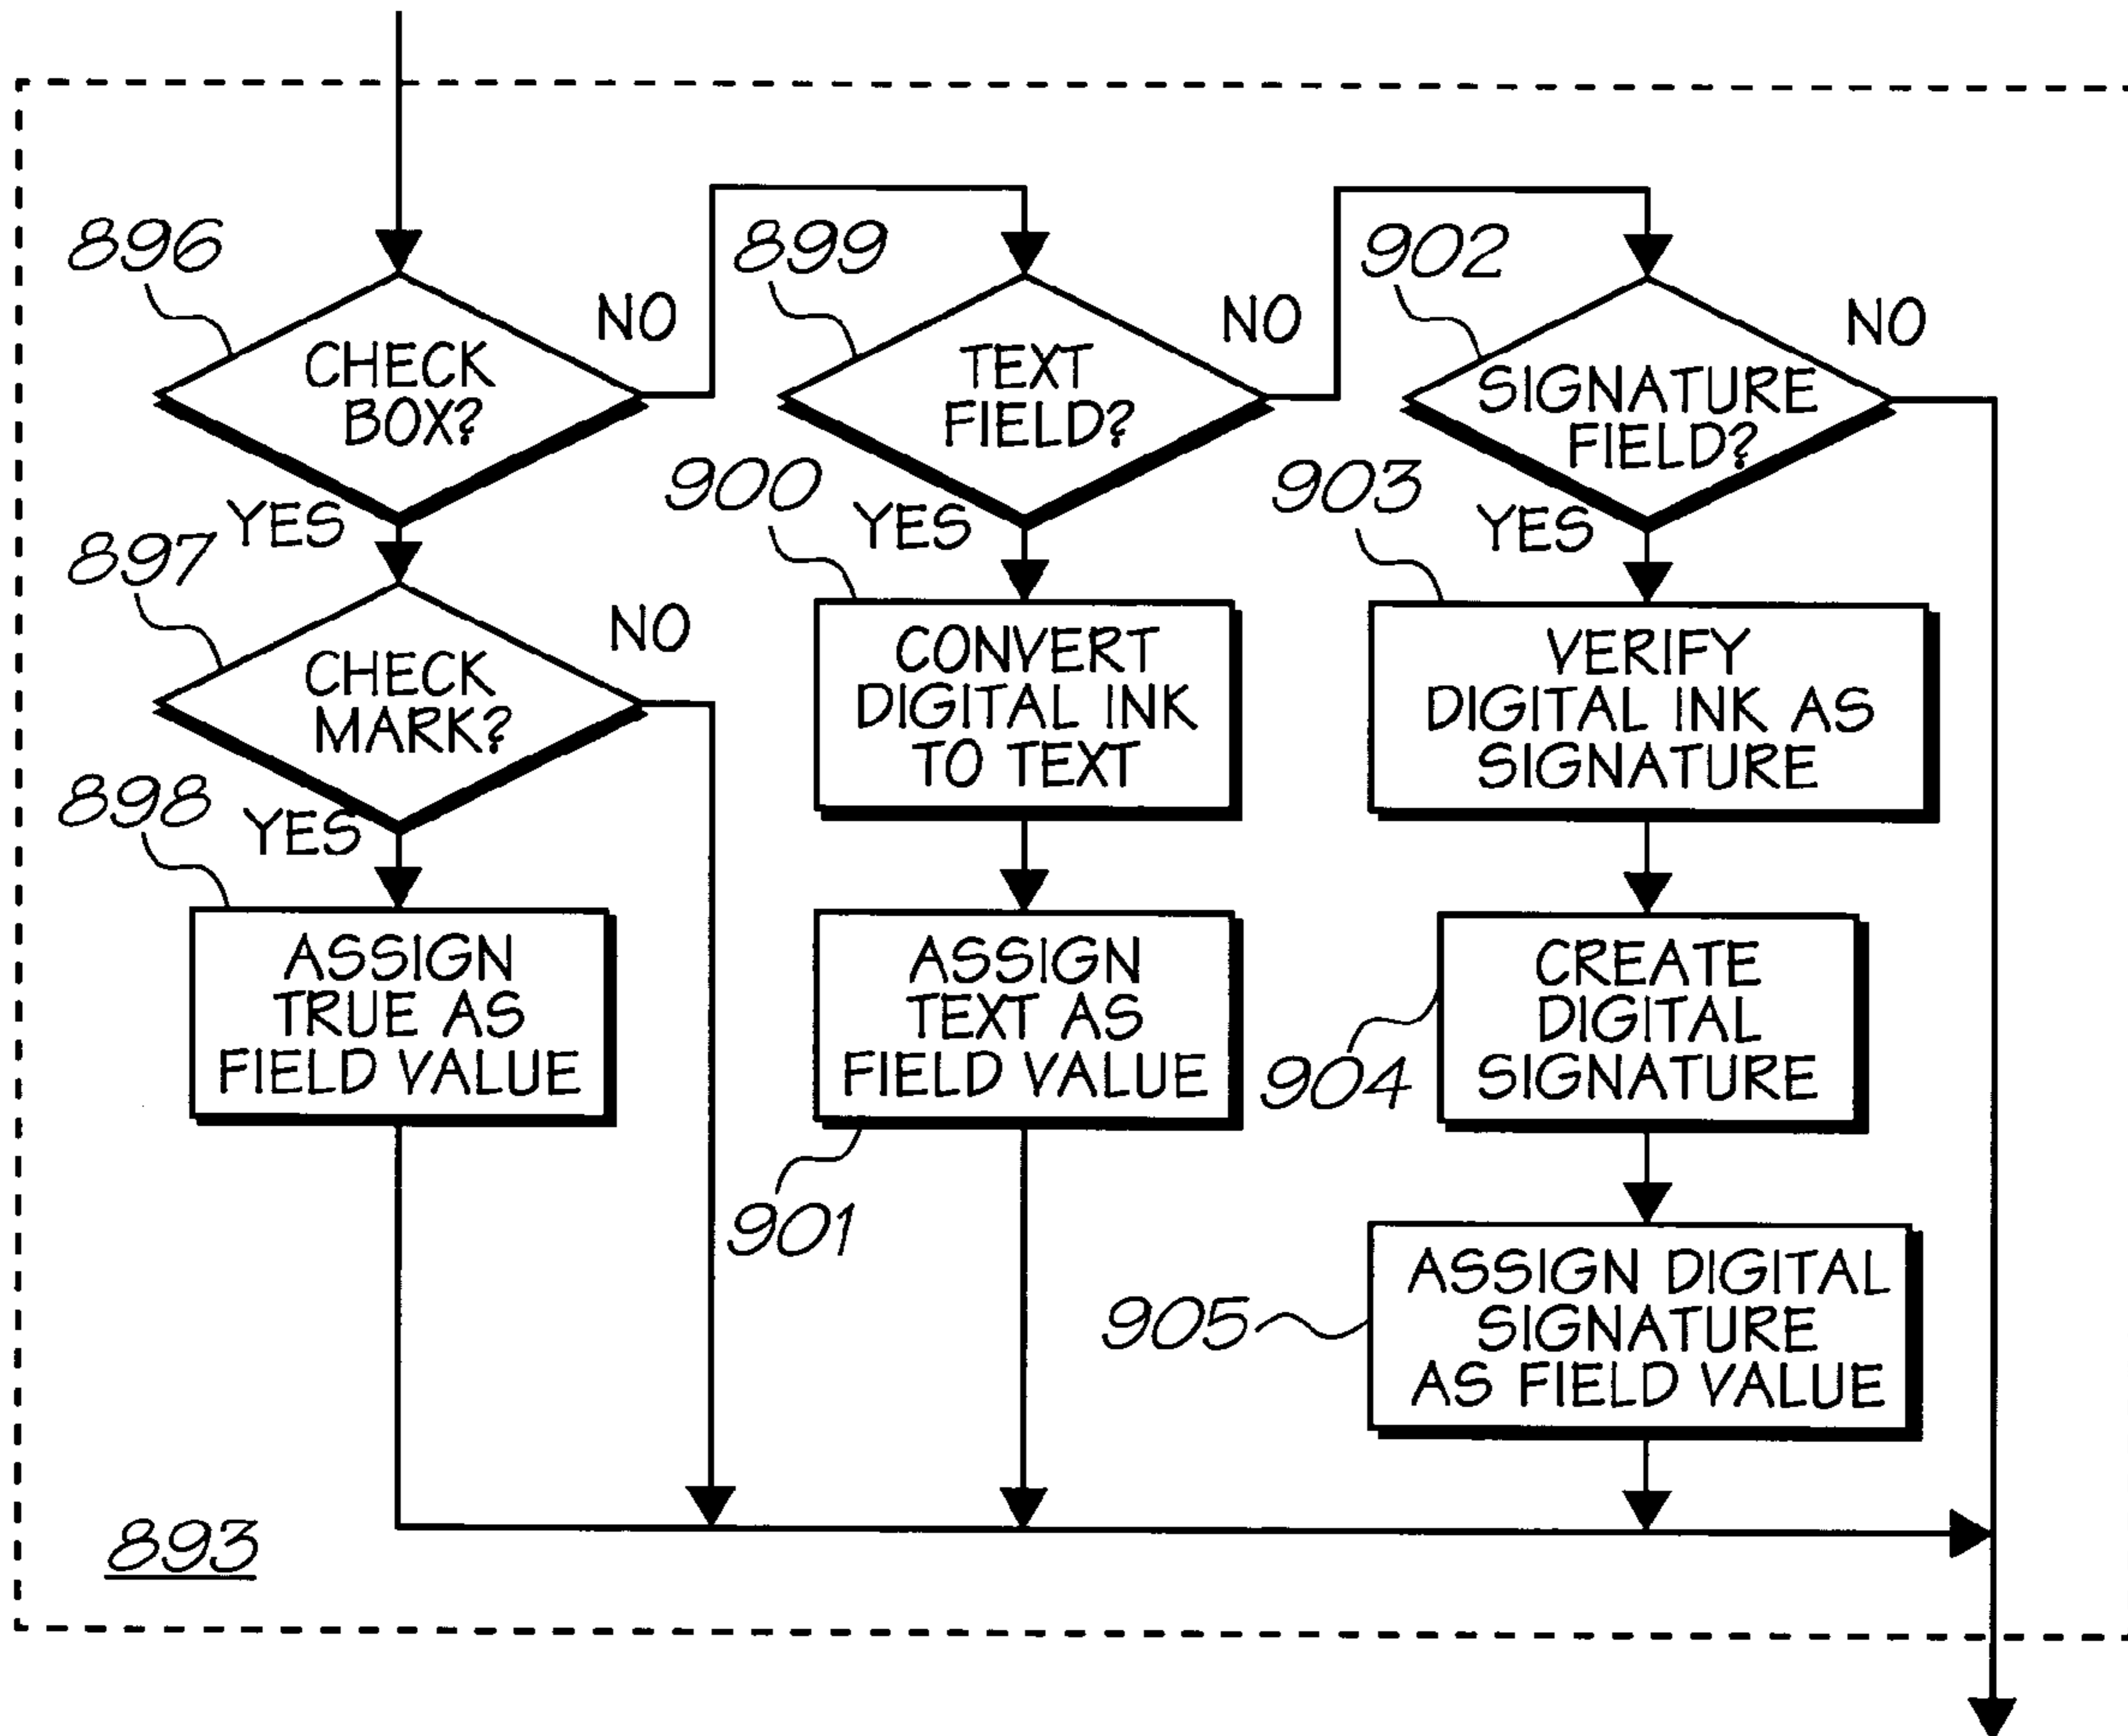 896
CHECK
BOX?
NO
YES
897
CHECK
MARK?
NO
YES
898
ASSIGN
TRUE AS
FIELD VALUE
899
TEXT
FIELD?
NO
YES
900
CONVERT
DIGITAL INK
TO TEXT
ASSIGN
TEXT AS
FIELD VALUE
901
902
SIGNATURE
FIELD?
NO
YES
903
VERIFY
DIGITAL INK AS
SIGNATURE
CREATE
DIGITAL
SIGNATURE
904
ASSIGN DIGITAL
SIGNATURE
AS FIELD VALUE
905
893